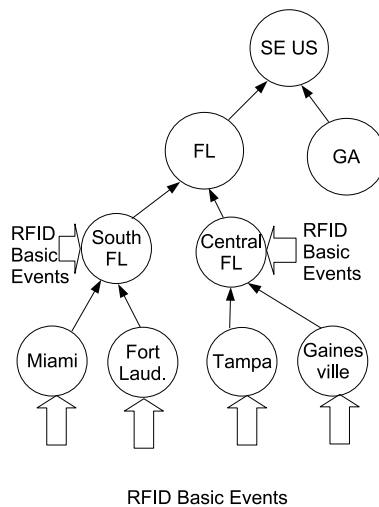 SE US
FL
GA
RFID
Basic
Events
South
FL
Central
FL
RFID
Basic
Events
Miami
Fort
Laud.
Tampa
Gaines
ville
RFID Basic Events